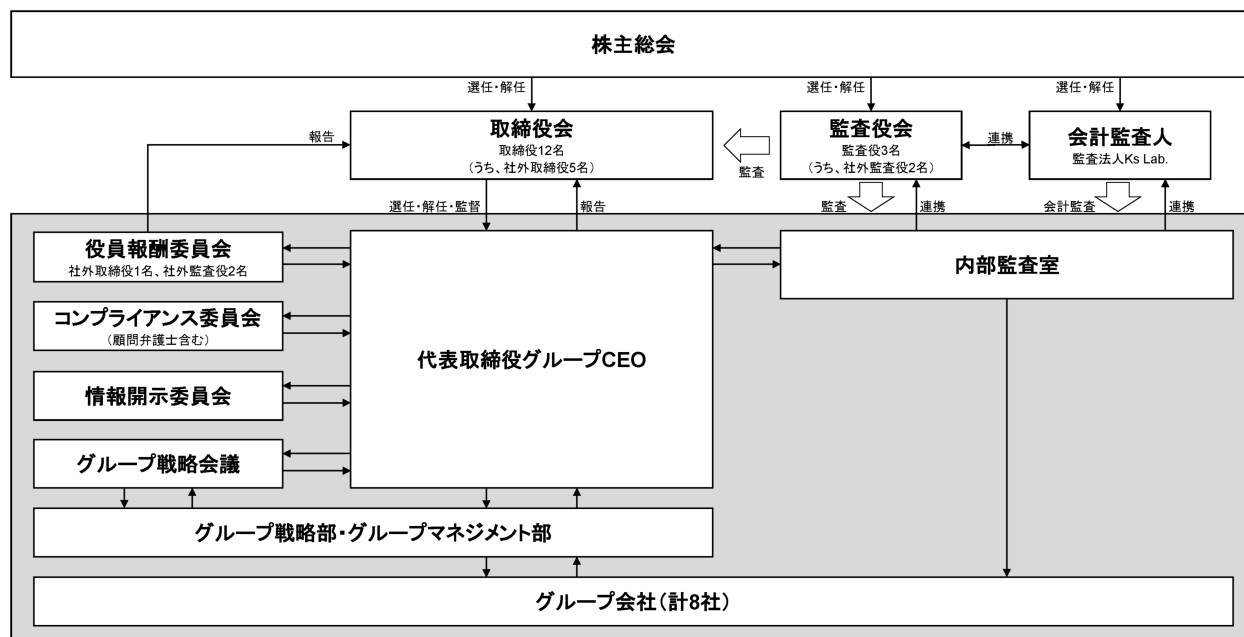 株主総会
選任・解任
選任・解任
選任・解任
取締役会
取締役12名
(うち、社外取締役5名)
監査役会
監査役3名
(うち、社外監査役2名)
会計監査人
監査法人Ks Lab.
報告
監査
連携
選任・解任・監督
報告
監査
連携
会計監査
連携
役員報酬委員会
社外取締役1名、社外監査役2名
コンプライアンス委員会
(顧問弁護士含む)
情報開示委員会
グループ戦略会議
代表取締役グループCEO
内部監査室
グループ戦略部・グループマネジメント部
グループ会社(計8社)